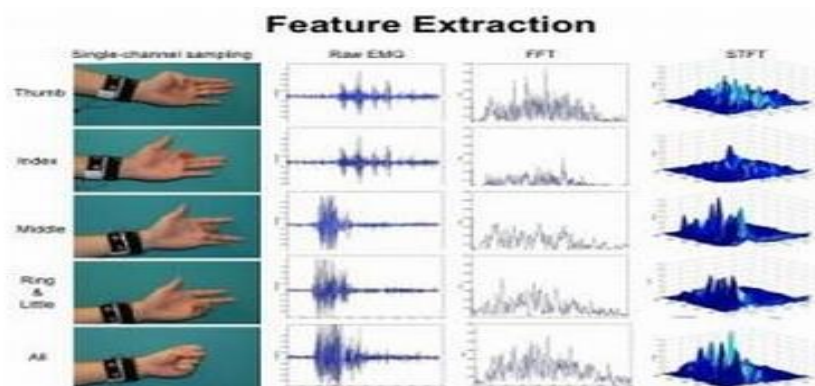 Feature Extraction
Single-channel sampling Raw EMG FFT STFT
Thumb
Index
Middle
Ring
&
Little
All